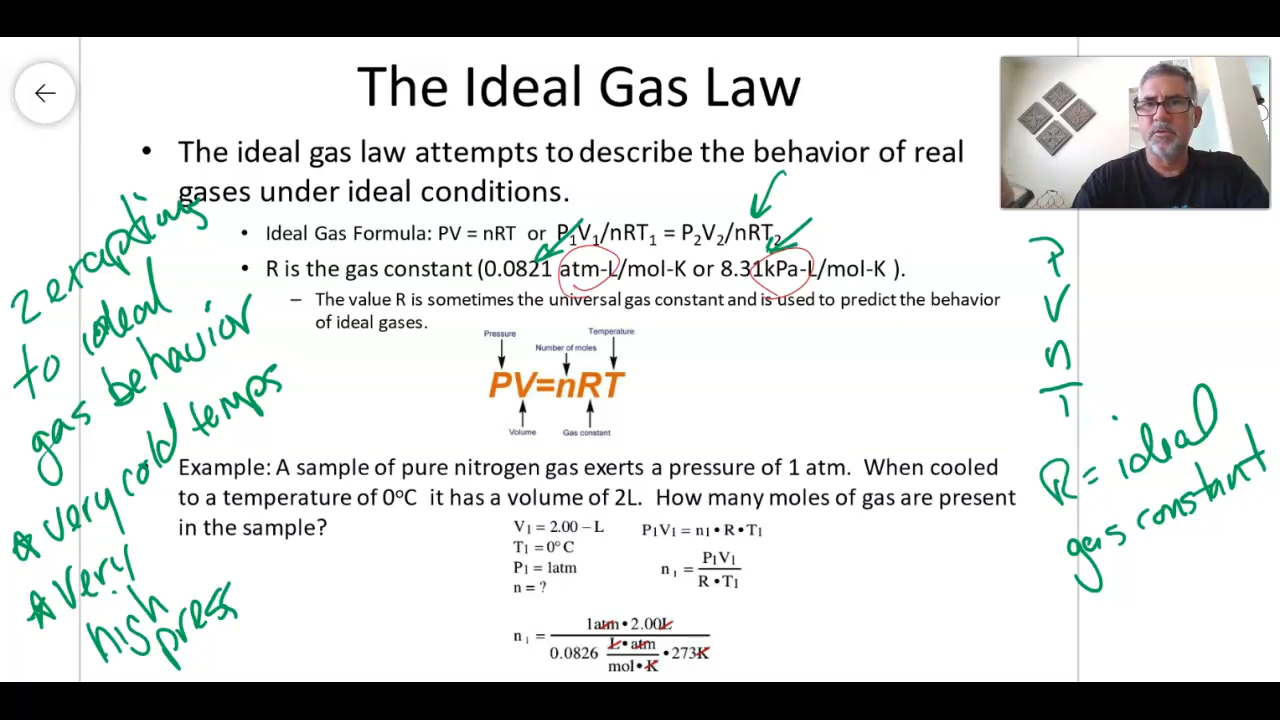 The Ideal Gas Law
• The ideal gas law attempts to describe the behavior of real
gases under ideal conditions.
• Ideal Gas Formula: PV = nRT or P₁V₁/nRT₁ = P₂V₂/nRT₂
• R is the gas constant (0.0821 atm-L/mol-K or 8.31kPa-L/mol-K ).
– The value R is sometimes the universal gas constant and is used to predict the behavior
of ideal gases.
Pressure
Temperature
Number of moles
PV=nRT
Volume
Gas constant
Example: A sample of pure nitrogen gas exerts a pressure of 1 atm. When cooled
to a temperature of 0°C it has a volume of 2L. How many moles of gas are present
in the sample?
V₁ = 2.00 – L
T₁ = 0° C
P₁ = 1atm
n = ?
P₁V₁ = n₁ • R • T₁
n₁ = P₁V₁
R • T₁
n₁ = 1atm • 2.00L
0.0826 L • atm
mol • K
• 273K
2 exceptions
to ideal
gas behavior
* very cold temps
* very
high
press
P
V
n
T
R = ideal
gas constant